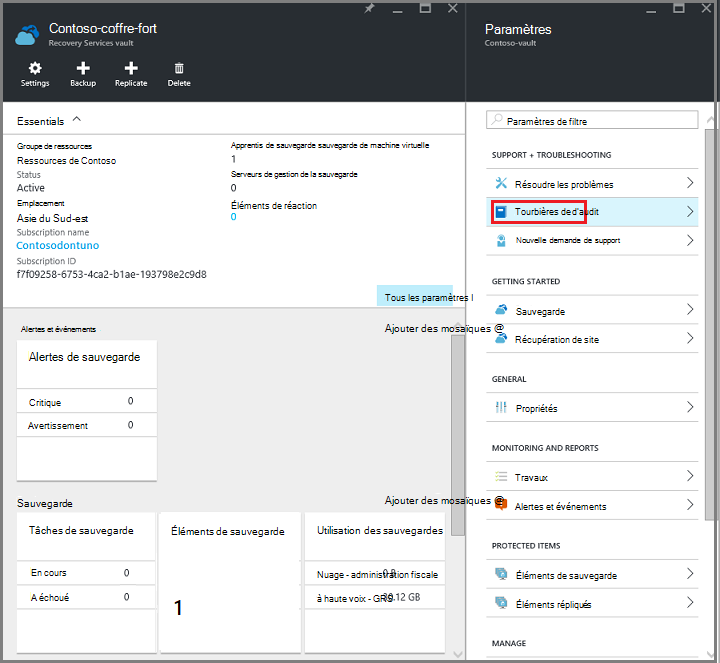 Contoso-coffre-fort
Recovery Services vault
Settings
Backup
Replicate
Delete
Essentials
Groupe de ressources
Ressources de Contoso
Status
Active
Emplacement
Asie du Sud-est
Subscription name
Contosodontuno
Subscription ID
f7f09258-6753-4ca2-b1ae-193798e2c9d8
Apprentis de sauvegarde sauvegarde de machine virtuelle
1
Serveurs de gestion de la sauvegarde
0
Éléments de réaction
0
Tous les paramètres l
Alertes et événements
Ajouter des mosaïques @
Alertes de sauvegarde
Critique 0
Avertissement 0
Sauvegarde
Ajouter des mosaïques @
Tâches de sauvegarde
En cours 0
A échoué 0
Éléments de sauvegarde
1
Utilisation des sauvegardes
Nuage - administration fiscale
à haute voix - GRS
.12 GB
Paramètres
Contoso-vault
Paramètres de filtre
SUPPORT + TROUBLESHOOTING
Résoudre les problèmes
Tourbières de d'audit
Nouvelle demande de support
GETTING STARTED
Sauvegarde
Récupération de site
GENERAL
Propriétés
MONITORING AND REPORTS
Travaux
Alertes et événements
PROTECTED ITEMS
Éléments de sauvegarde
Éléments répliqués
MANAGE